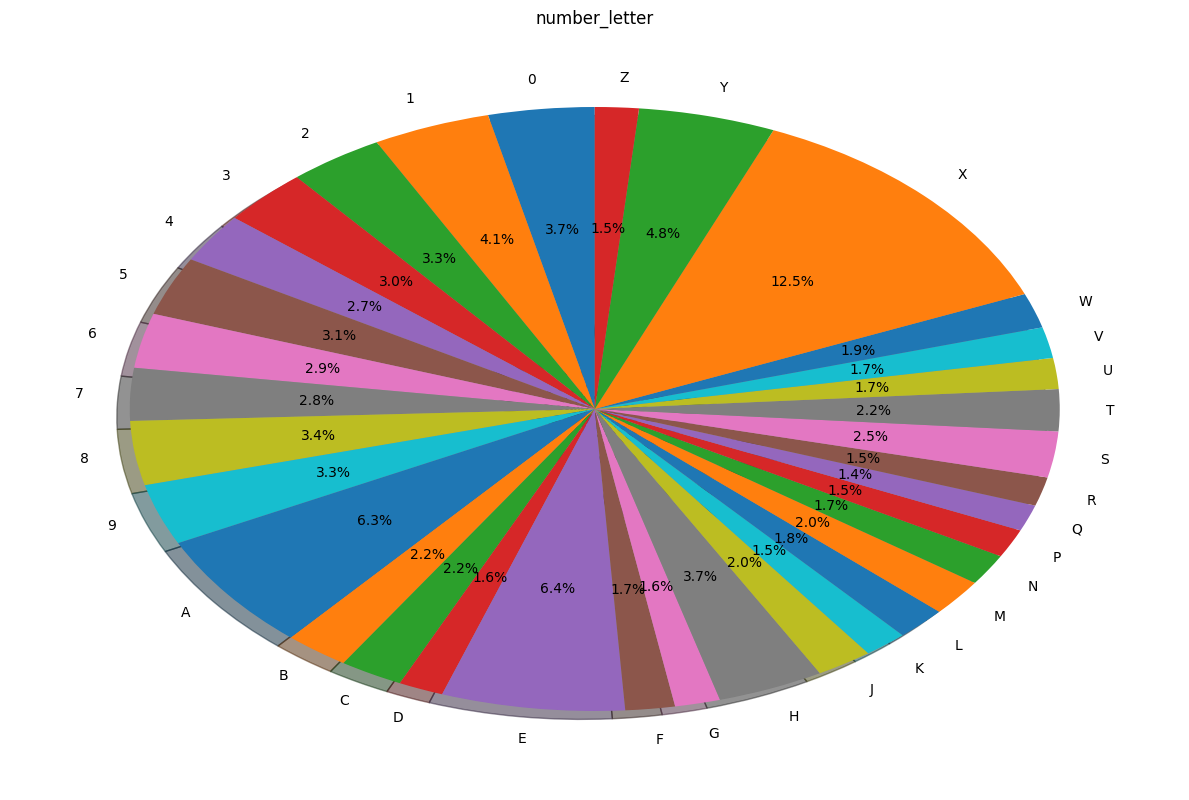 number_letter
0
3.7%
1
4.1%
2
3.3%
3
3.0%
4
2.7%
5
3.1%
6
2.9%
7
2.8%
8
3.4%
9
3.3%
A
6.3%
B
2.2%
C
2.2%
D
1.6%
E
6.4%
F
1.7%
G
1.6%
H
3.7%
J
2.0%
K
1.5%
L
1.8%
M
2.0%
N
1.7%
P
1.5%
Q
1.4%
R
1.5%
S
2.5%
T
2.2%
U
1.7%
V
1.7%
W
1.9%
X
12.5%
Y
4.8%
Z
1.5%